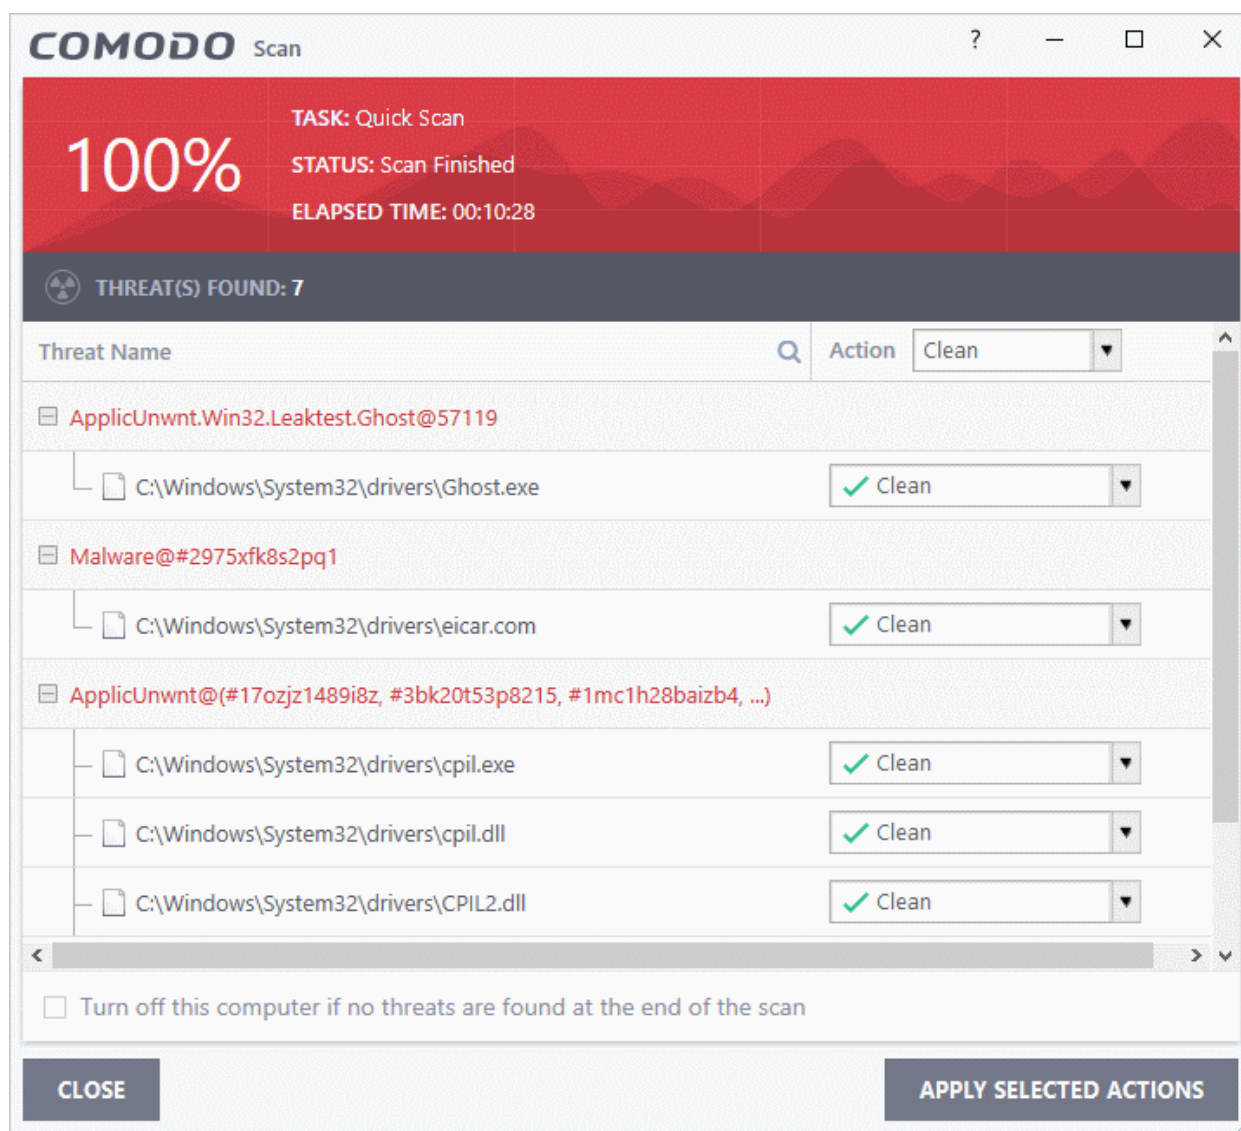 COMODO Scan ?
100%
TASK: Quick Scan
STATUS: Scan Finished
ELAPSED TIME: 00:10:28
THREAT(S) FOUND: 7
Threat Name Action Clean
ApplicUnwnt.Win32.Leaktest.Ghost@57119
C:\Windows\System32\drivers\Ghost.exe Clean
Malware@#2975xfk8s2pq1
C:\Windows\System32\drivers\eicar.com Clean
ApplicUnwnt@(#17ozjz1489i8z, #3bk20t53p8215, #1mc1h28baizb4, ...)
C:\Windows\System32\drivers\cpil.exe Clean
C:\Windows\System32\drivers\cpil.dll Clean
C:\Windows\System32\drivers\CPIL2.dll Clean
Turn off this computer if no threats are found at the end of the scan
CLOSE APPLY SELECTED ACTIONS